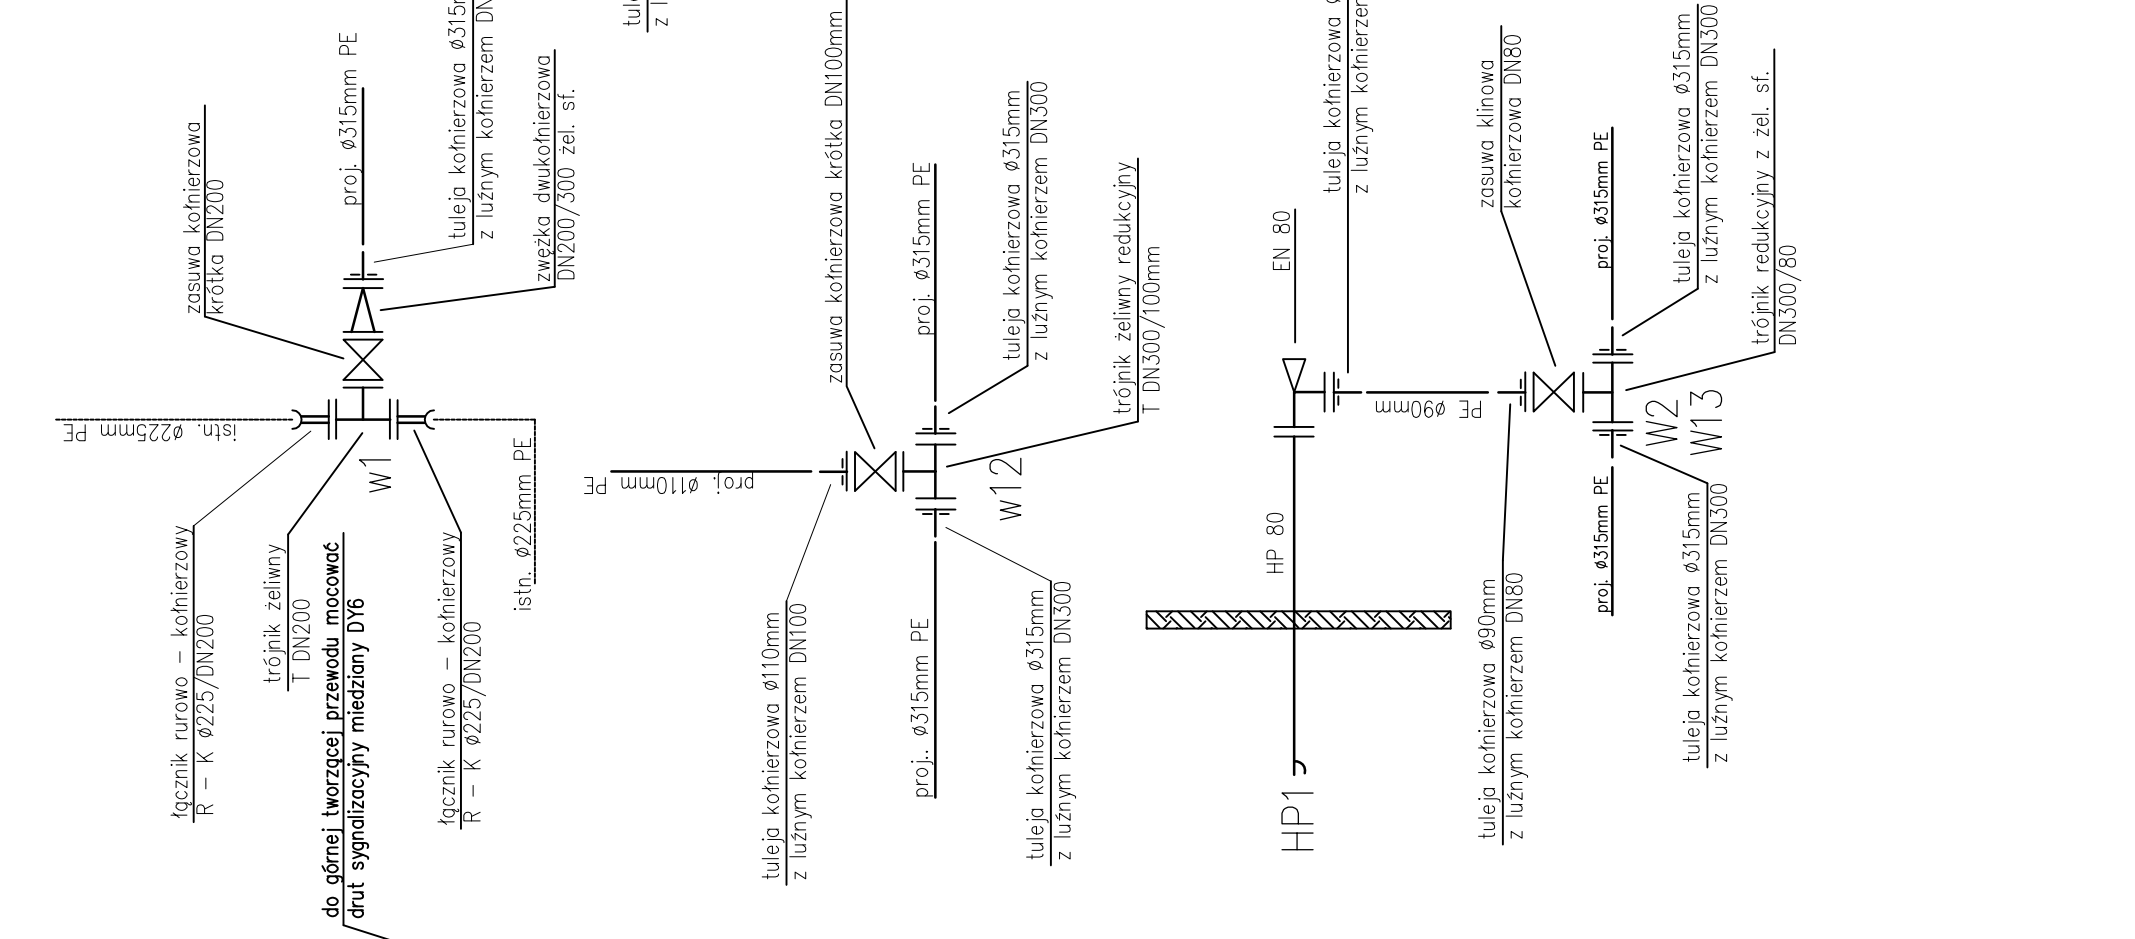 zasuwa kołnierzowa
krótka DN200
proj. ø315mm PE
tuleja kołnierzowa ø315
z luźnym kołnierzem DN
zwężka dwukołnierzowa
DN200/300 żel. sf.
istn. ø225mm PE
W1
istn. ø225mm PE
łącznik rurowo – kołnierzowy
R – K ø225/DN200
trójnik żeliwny
T DN200
do górnej tworzącej przewodu mocować
drut sygnalizacyjny miedziany DY6
łącznik rurowo – kołnierzowy
R – K ø225/DN200
zasuwa kołnierzowa krótka DN100mm
proj. ø315mm PE
tuleja kołnierzowa ø315mm
z luźnym kołnierzem DN300
trójnik żeliwny redukcyjny
T DN300/100mm
proj. ø110mm PE
W12
tuleja kołnierzowa ø110mm
z luźnym kołnierzem DN100
proj. ø315mm PE
tuleja kołnierzowa ø315mm
z luźnym kołnierzem DN300
EN 80
tuleja kołnierzowa
z luźnym kołnierzem
HP 80
HP1
PE ø90mm
zasuwa klinowa
kołnierzowa DN80
proj. ø315mm PE
tuleja kołnierzowa ø315mm
z luźnym kołnierzem DN300
trójnik redukcyjny z żel. sf.
DN300/80
W2
W13
tuleja kołnierzowa ø90mm
z luźnym kołnierzem DN80
proj. ø315mm PE
tuleja kołnierzowa ø315mm
z luźnym kołnierzem DN300